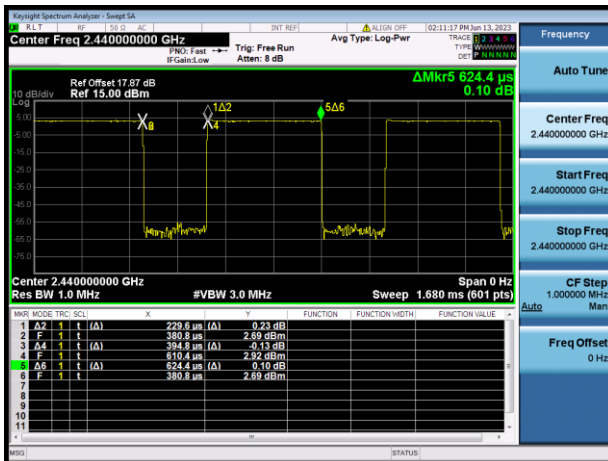 Keysight Spectrum Analyzer - Swept SA
RLT RF 50 Ω AC INT REF ALIGN OFF 02:11:17 PM Jun 13, 2023
Center Freq 2.440000000 GHz
PNO: Fast
IFGain:Low
Trig: Free Run
Atten: 8 dB
Avg Type: Log-Pwr
TRACE 1 2 3 4 5 6
TYPE WWWWWW
DET P N N N N N
Frequency
Auto Tune
Center Freq
2.440000000 GHz
Start Freq
2.440000000 GHz
Stop Freq
2.440000000 GHz
CF Step
1.000000 MHz
Auto Man
Freq Offset
0 Hz
Ref Offset 17.87 dB
10 dB/div Ref 15.00 dBm
ΔMkr5 624.4 µs
0.10 dB
Log
5.00
-5.00
-15.0
-25.0
-35.0
-45.0
-55.0
-65.0
-75.0
1Δ2
4
5Δ6
Center 2.440000000 GHz Span 0 Hz
Res BW 1.0 MHz #VBW 3.0 MHz Sweep 1.680 ms (601 pts)
MKR MODE TRC SCL X Y FUNCTION FUNCTION WIDTH FUNCTION VALUE
1 Δ2 1 t (Δ) 229.6 µs (Δ) 0.23 dB
2 F 1 t 380.8 µs 2.69 dBm
3 Δ4 1 t (Δ) 394.8 µs (Δ) -0.13 dB
4 F 1 t 610.4 µs 2.92 dBm
5 Δ6 1 t (Δ) 624.4 µs (Δ) 0.10 dB
6 F 1 t 380.8 µs 2.69 dBm
7
8
9
10
11
MSG STATUS